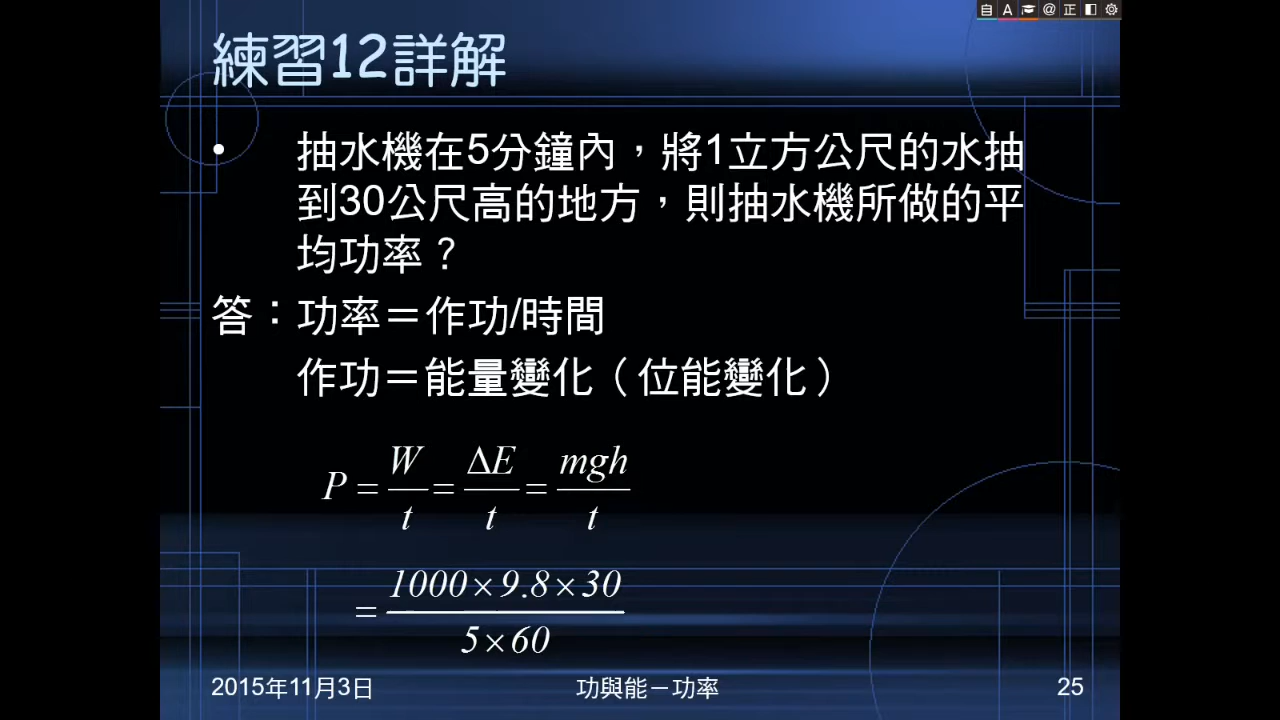 自 A @ 正
練習12詳解
• 抽水機在5分鐘內,將1立方公尺的水抽
到30公尺高的地方,則抽水機所做的平
均功率?
答:功率=作功/時間
作功=能量變化(位能變化)
P = W/t = ΔE/t = mgh/t
= 1000×9.8×30 / 5×60
2015年11月3日 功與能-功率 25